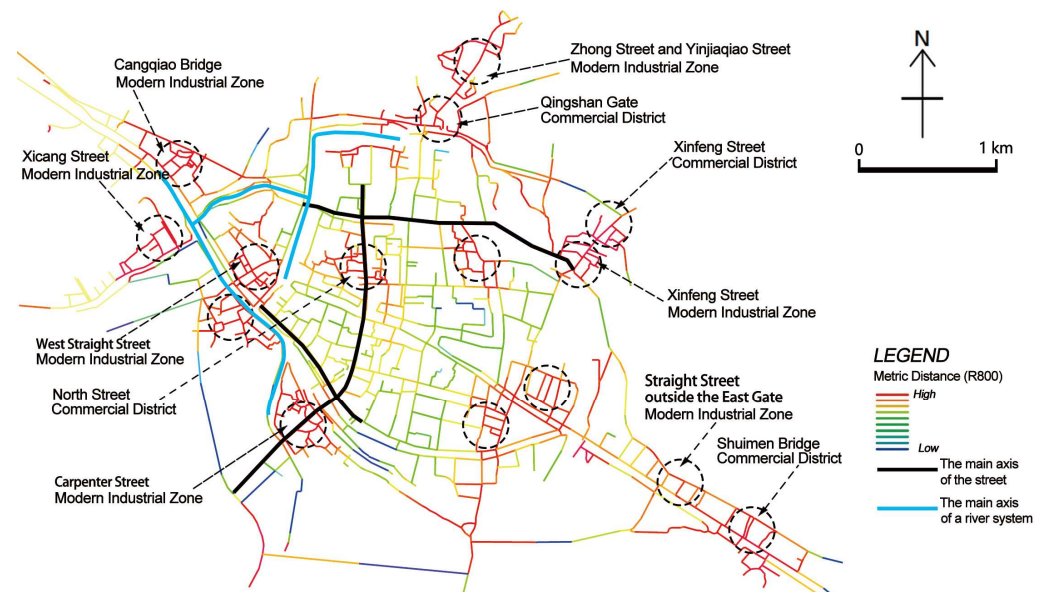 Zhong Street and Yinjiaqiao Street
Modern Industrial Zone
N
Cangqiao Bridge
Modern Industrial Zone
Qingshan Gate
Commercial District
Xinfeng Street
Commercial District
0
1 km
Xicang Street
Modern Industrial Zone
Xinfeng Street
Modern Industrial Zone
West Straight Street
Modern Industrial Zone
North Street
Commercial District
Straight Street
outside the East Gate
Modern Industrial Zone
Shuimen Bridge
Commercial District
Carpenter Street
Modern Industrial Zone
LEGEND
Metric Distance (R800)
High
Low
The main axis
of the street
The main axis
of a river system